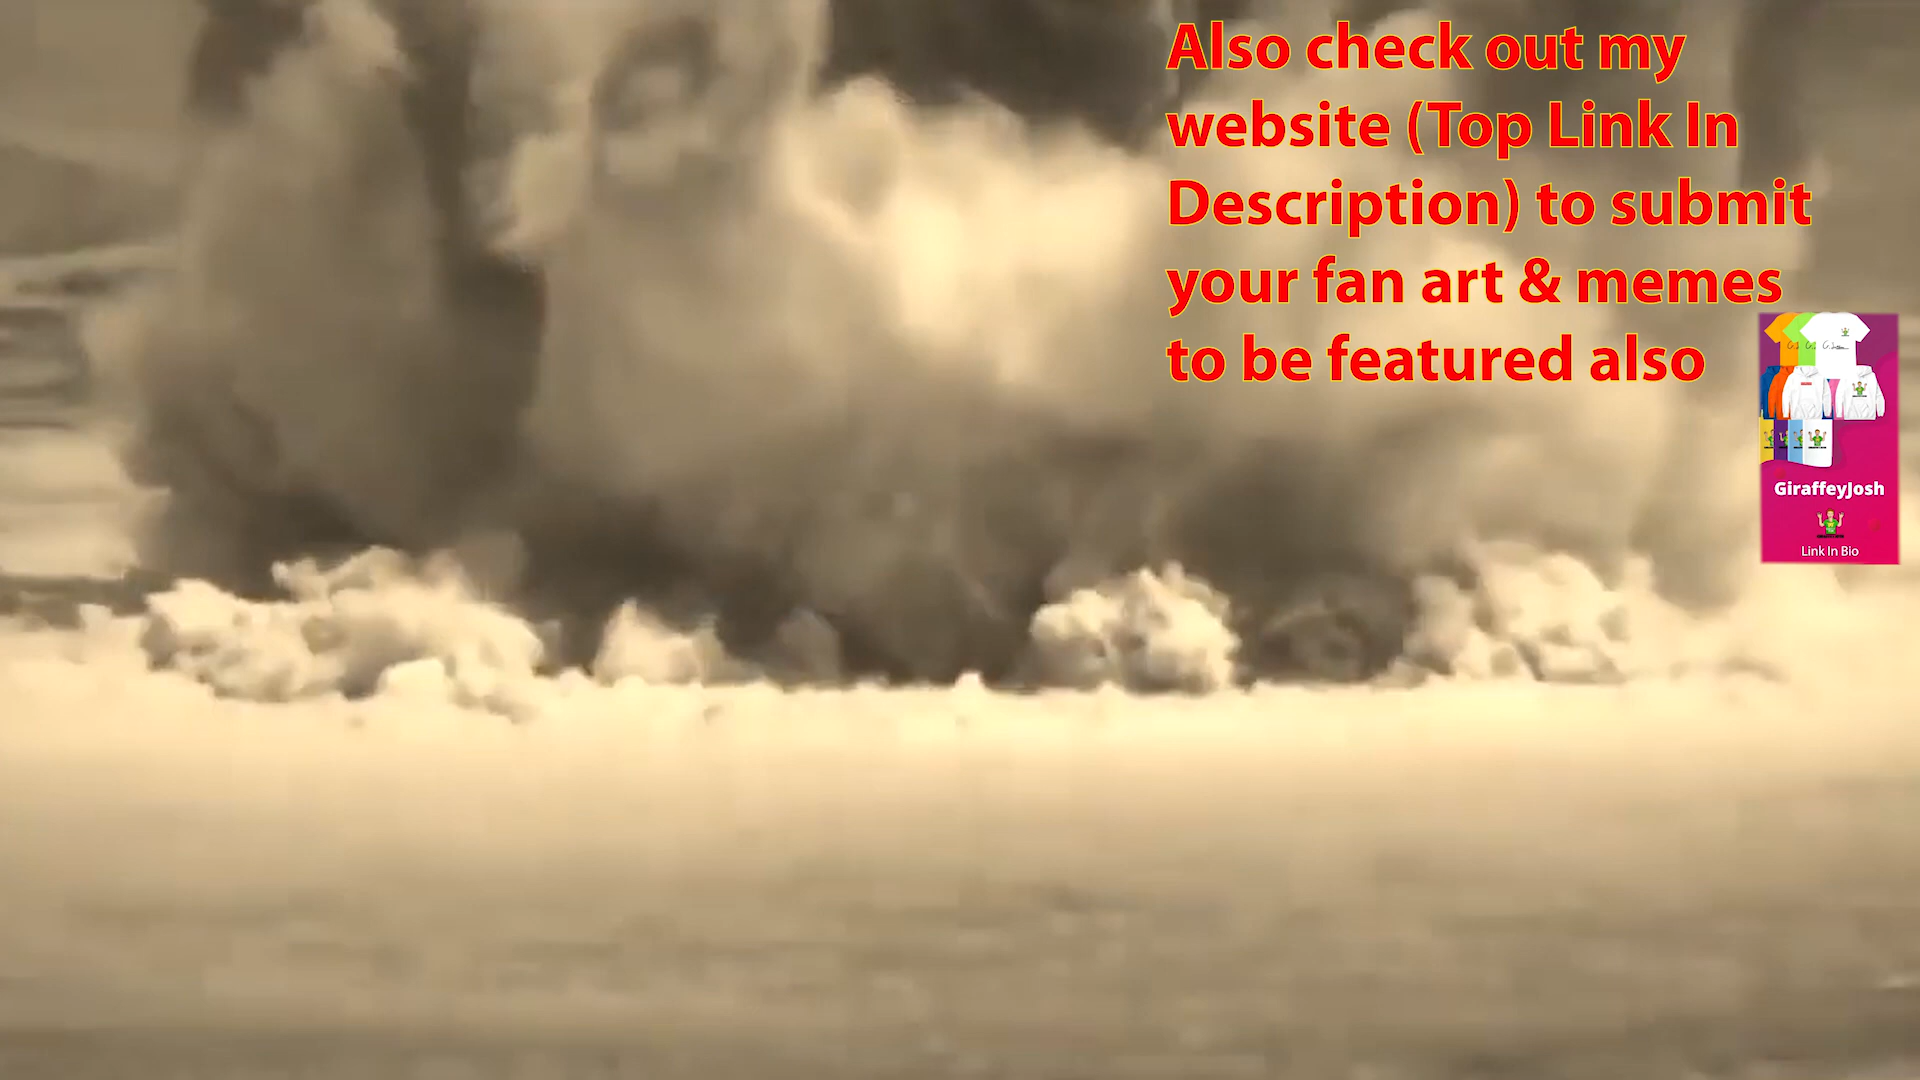 Also check out my
website (Top Link In
Description) to submit
your fan art & memes
to be featured also
GiraffeyJosh
Link In Bio